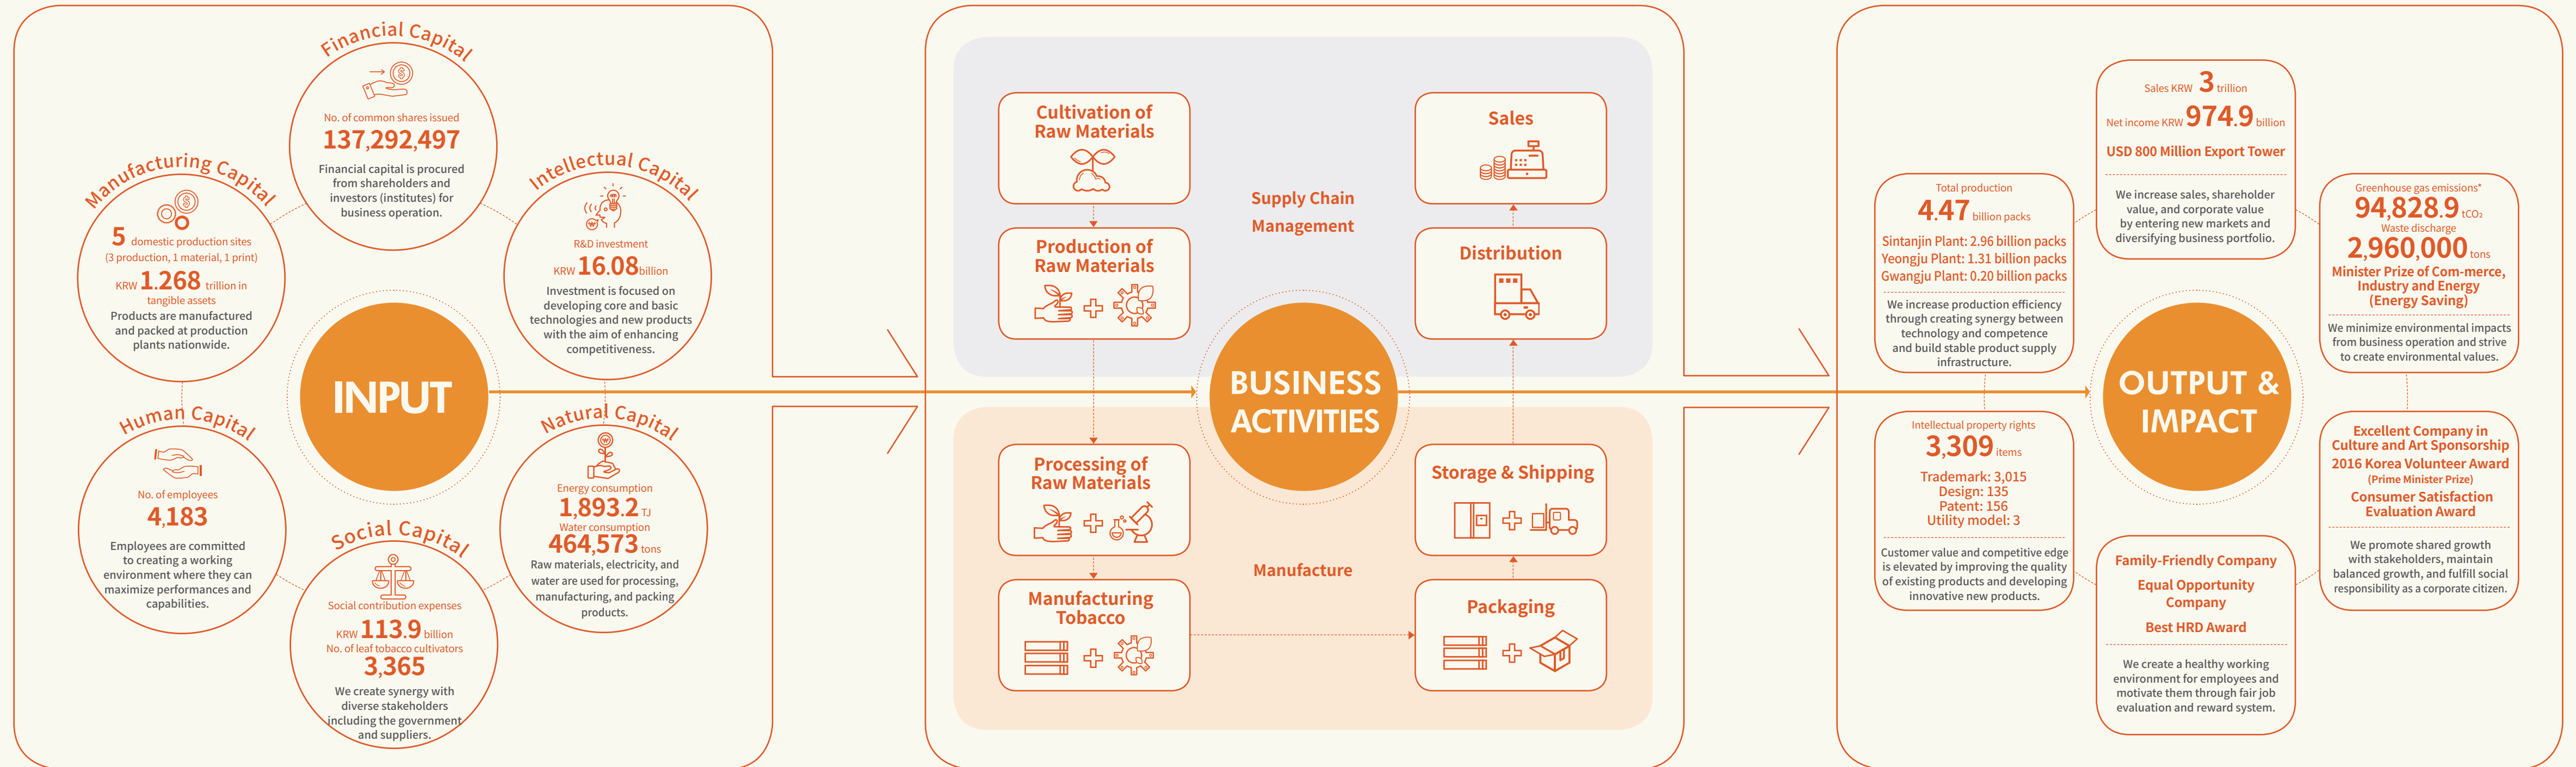 Financial Capital
No. of common shares issued
137,292,497
Financial capital is procured
from shareholders and
investors (institutes) for
business operation.
Manufacturing Capital
5 domestic production sites
(3 production, 1 material, 1 print)
KRW 1.268 trillion in
tangible assets
Products are manufactured
and packed at production
plants nationwide.
Intellectual Capital
R&D investment
KRW 16.08 billion
Investment is focused on
developing core and basic
technologies and new products
with the aim of enhancing
competitiveness.
INPUT
Human Capital
No. of employees
4,183
Employees are committed
to creating a working
environment where they can
maximize performances and
capabilities.
Natural Capital
Energy consumption
1,893.2 TJ
Water consumption
464,573 tons
Raw materials, electricity, and
water are used for processing,
manufacturing, and packing
products.
Social Capital
Social contribution expenses
KRW 113.9 billion
No. of leaf tobacco cultivators
3,365
We create synergy with
diverse stakeholders
including the government
and suppliers.
Cultivation of
Raw Materials
Production of
Raw Materials
Supply Chain
Management
Sales
Distribution
BUSINESS
ACTIVITIES
Processing of
Raw Materials
Manufacturing
Tobacco
Manufacture
Storage & Shipping
Packaging
Sales KRW 3 trillion
Net income KRW 974.9 billion
USD 800 Million Export Tower
We increase sales, shareholder
value, and corporate value
by entering new markets and
diversifying business portfolio.
Total production
4.47 billion packs
Sintanjin Plant: 2.96 billion packs
Yeongju Plant: 1.31 billion packs
Gwangju Plant: 0.20 billion packs
We increase production efficiency
through creating synergy between
technology and competence
and build stable product supply
infrastructure.
Greenhouse gas emissions*
94,828.9 tCO₂
Waste discharge
2,960,000 tons
Minister Prize of Com-merce,
Industry and Energy
(Energy Saving)
We minimize environmental impacts
from business operation and strive
to create environmental values.
OUTPUT &
IMPACT
Intellectual property rights
3,309 items
Trademark: 3,015
Design: 135
Patent: 156
Utility model: 3
Customer value and competitive edge
is elevated by improving the quality
of existing products and developing
innovative new products.
Excellent Company in
Culture and Art Sponsorship
2016 Korea Volunteer Award
(Prime Minister Prize)
Consumer Satisfaction
Evaluation Award
We promote shared growth
with stakeholders, maintain
balanced growth, and fulfill social
responsibility as a corporate citizen.
Family-Friendly Company
Equal Opportunity
Company
Best HRD Award
We create a healthy working
environment for employees and
motivate them through fair job
evaluation and reward system.